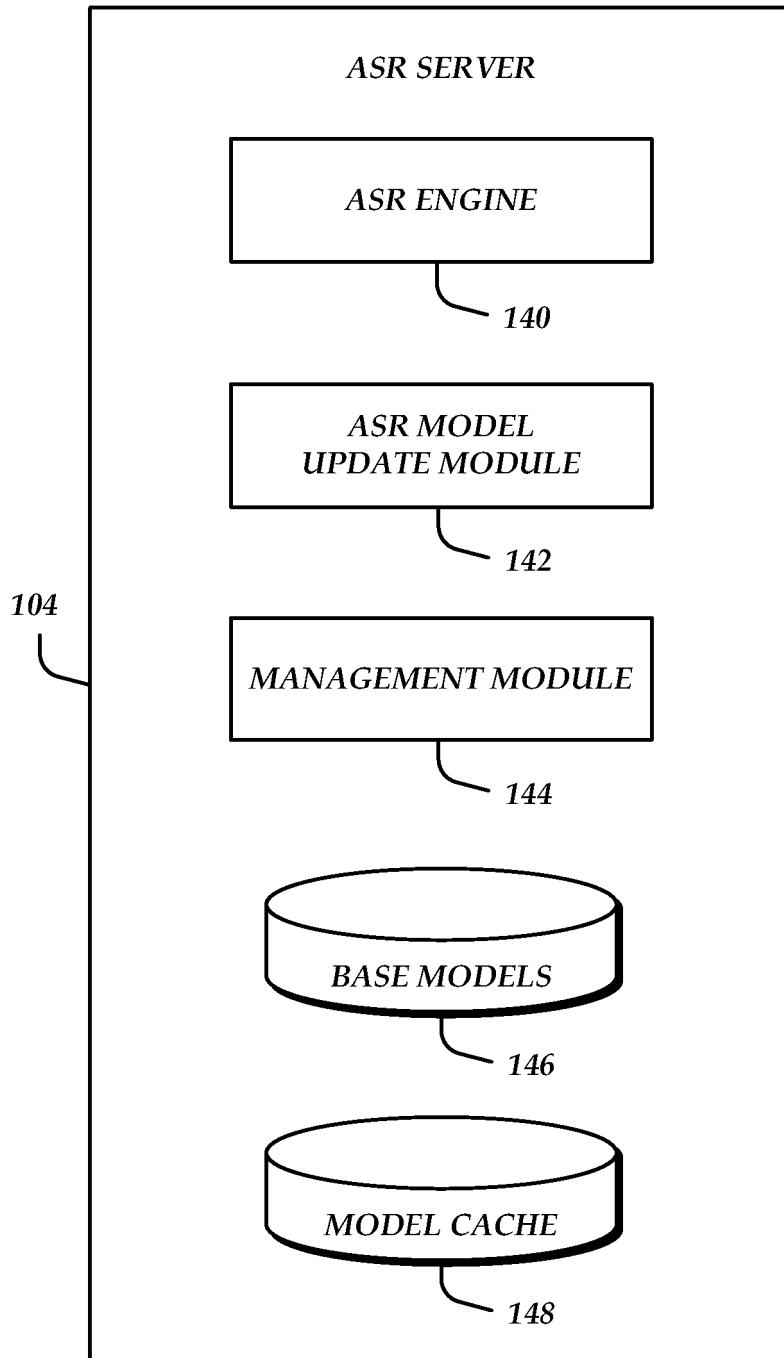 ASR SERVER
ASR ENGINE
140
ASR MODEL
UPDATE MODULE
142
104
MANAGEMENT MODULE
144
BASE MODELS
146
MODEL CACHE
148